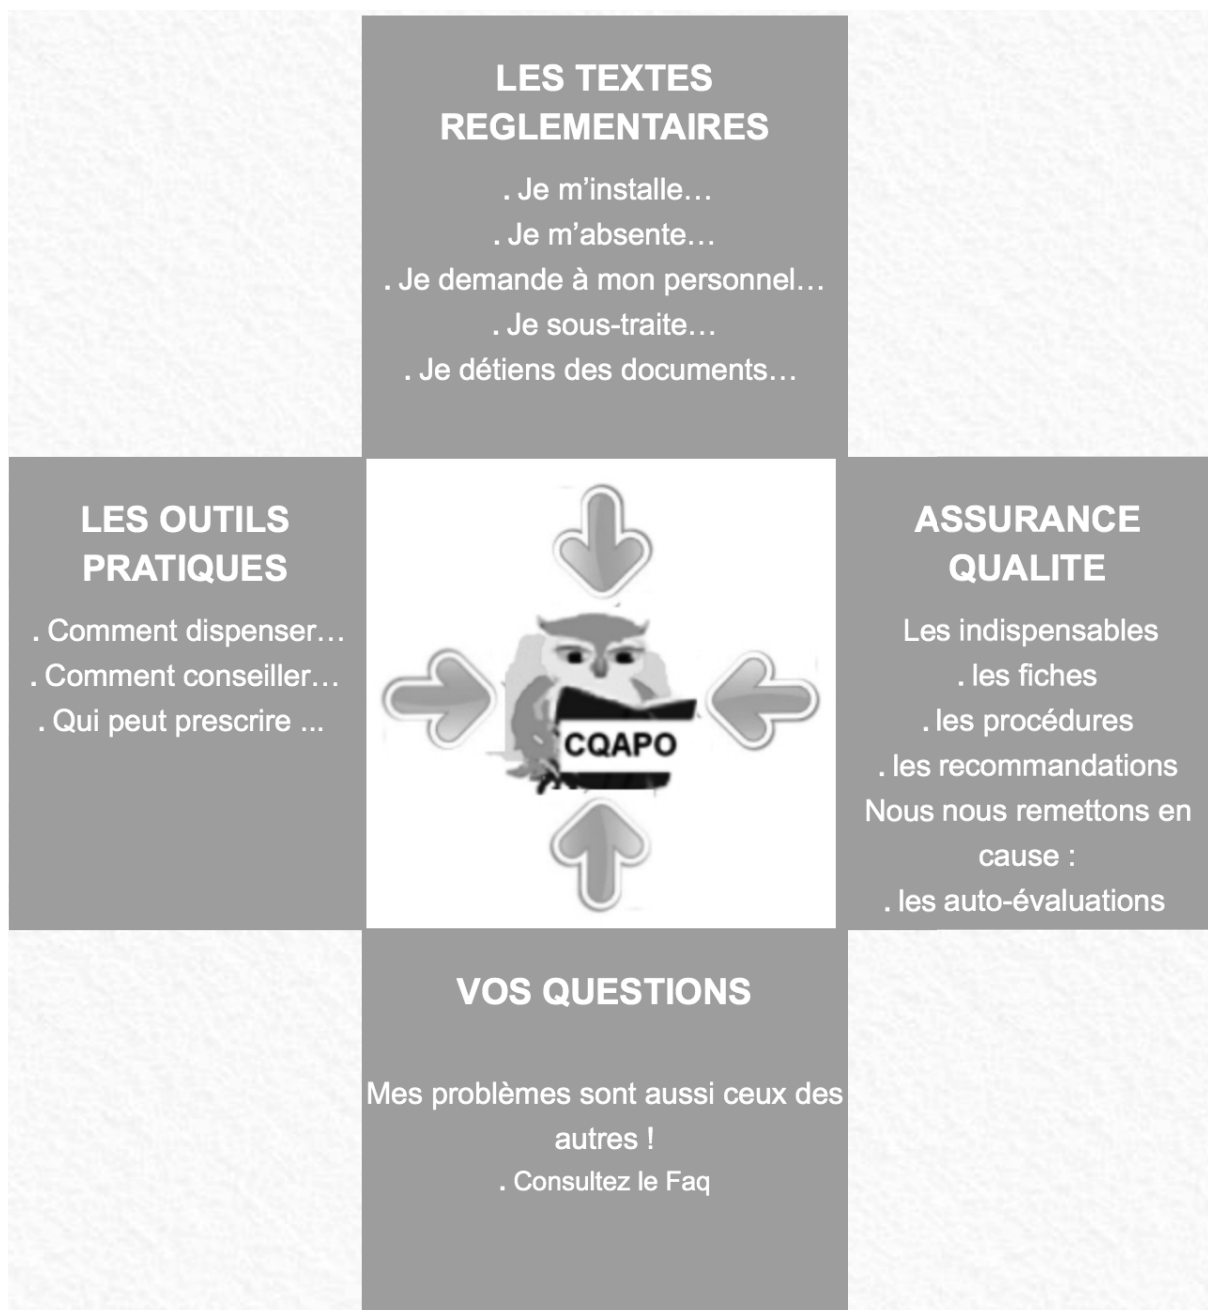 LES TEXTES
REGLEMENTAIRES
. Je m’installe…
. Je m’absente…
. Je demande à mon personnel…
. Je sous-traite…
. Je détiens des documents…
LES OUTILS
PRATIQUES
. Comment dispenser…
. Comment conseiller…
. Qui peut prescrire ...
CQAPO
ASSURANCE
QUALITE
Les indispensables
. les fiches
. les procédures
. les recommandations
Nous nous remettons en
cause :
. les auto-évaluations
VOS QUESTIONS
Mes problèmes sont aussi ceux des
autres !
. Consultez le Faq